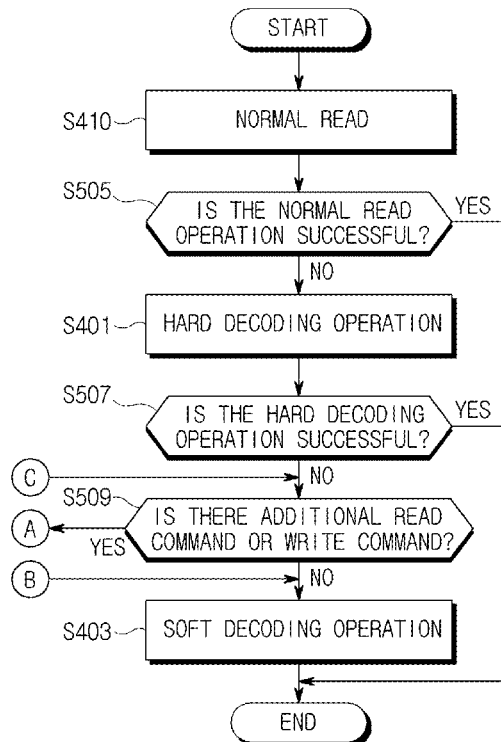 START
S410
NORMAL READ
S505
IS THE NORMAL READ
OPERATION SUCCESSFUL?
YES
NO
S401
HARD DECODING OPERATION
S507
IS THE HARD DECODING
OPERATION SUCCESSFUL?
YES
NO
C
S509
IS THERE ADDITIONAL READ
COMMAND OR WRITE COMMAND?
A
YES
B
NO
S403
SOFT DECODING OPERATION
END